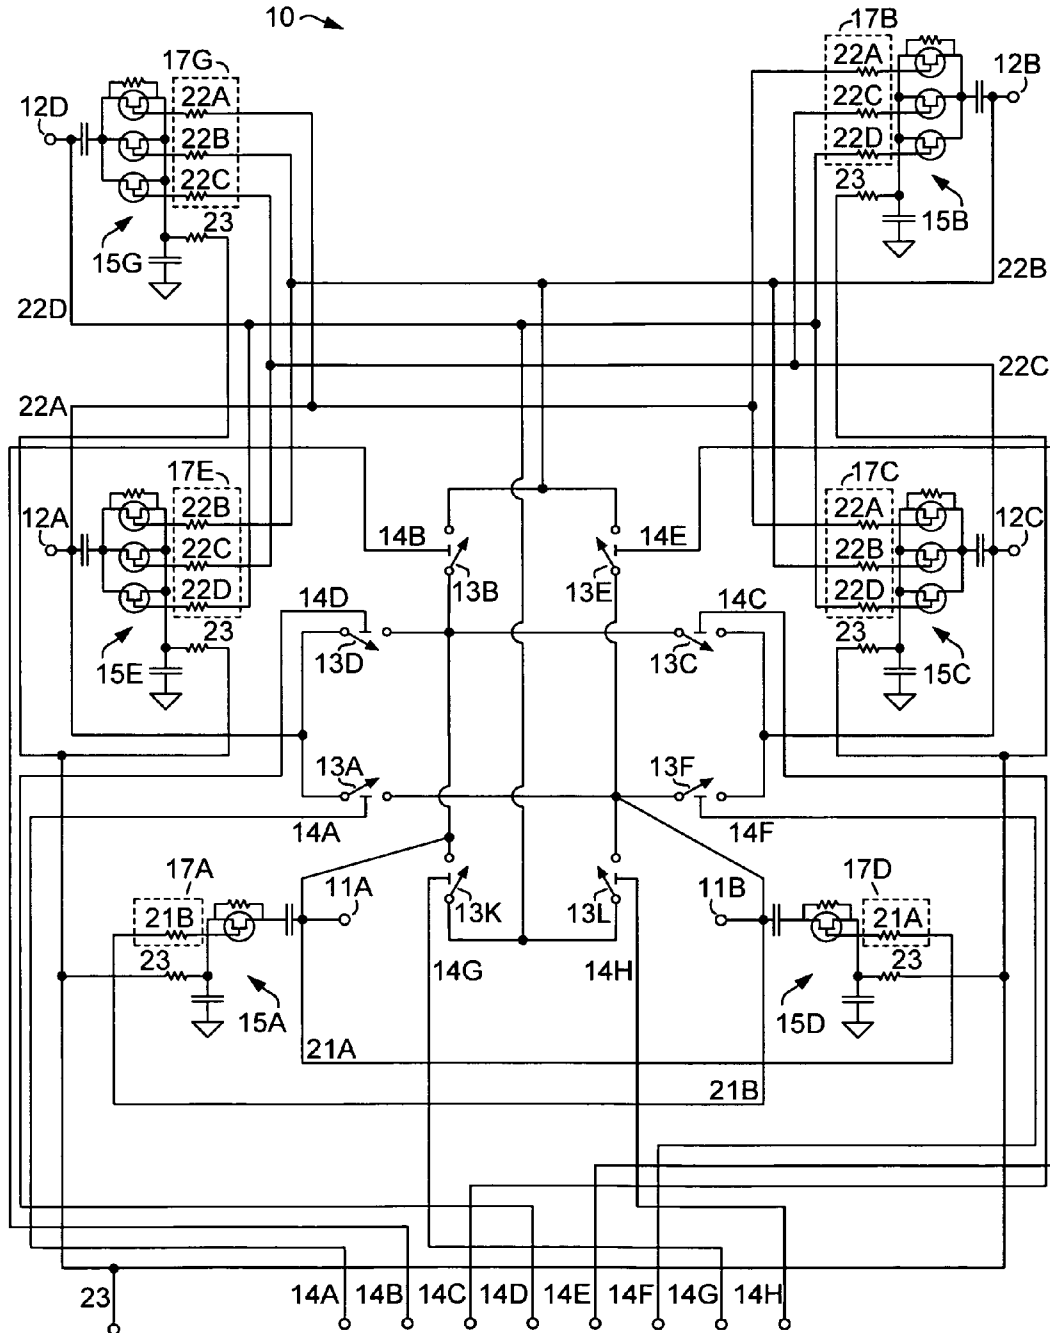 10
17B
22A
22C
22D
12B
23
15B
17G
22A
22B
22C
12D
23
15G
22B
22D
22C
22A
17E
22B
22C
22D
12A
23
15E
14B
13B
14E
13E
17C
22A
22B
22D
12C
23
15C
14D
13D
14C
13C
13A
14A
13F
14F
17A
21B
23
15A
11A
13K
13L
11B
17D
21A
23
15D
14G
14H
21A
21B
23
14A 14B 14C 14D 14E 14F 14G 14H